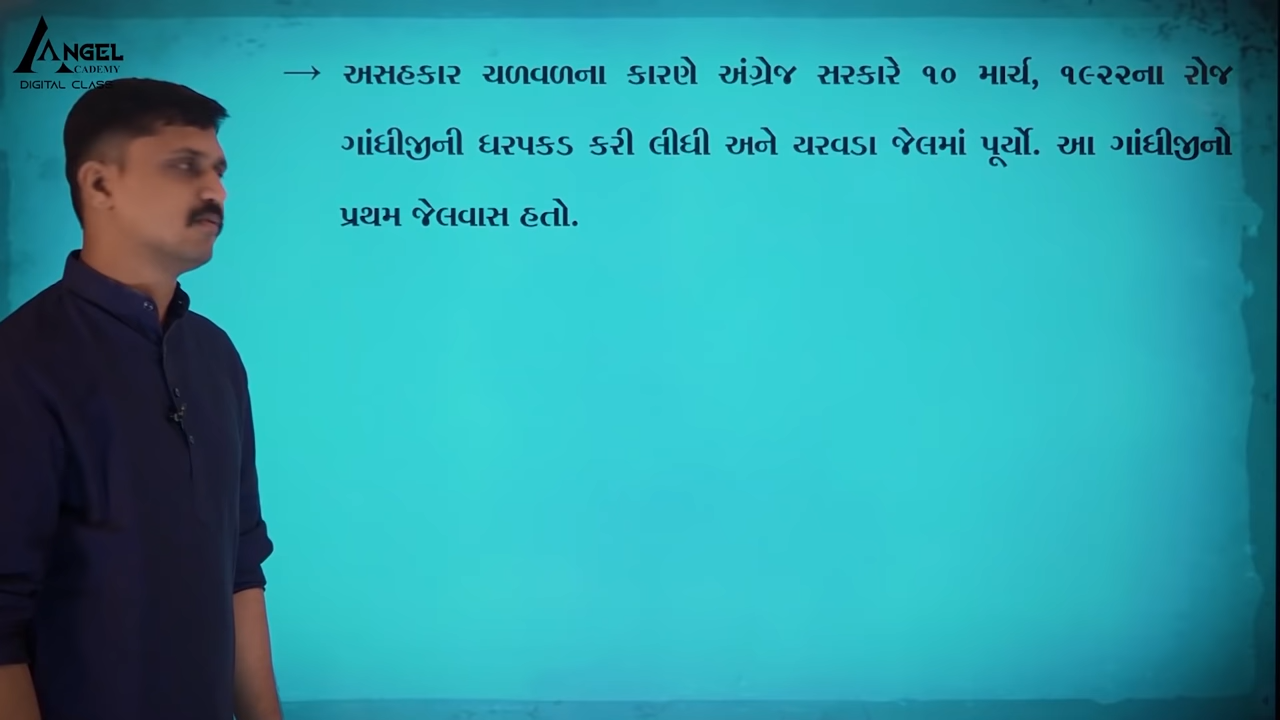 ANGEL
ACADEMY
DIGITAL CLASS
→ અસહકાર ચળવળના કારણે અંગ્રેજ સરકારે ૧૦ માર્ચ, ૧૯૨૨ના રોજ
ગાંધીજીની ધરપકડ કરી લીધી અને યરવડા જેલમાં પૂર્યા. આ ગાંધીજીનો
પ્રથમ જેલવાસ હતો.